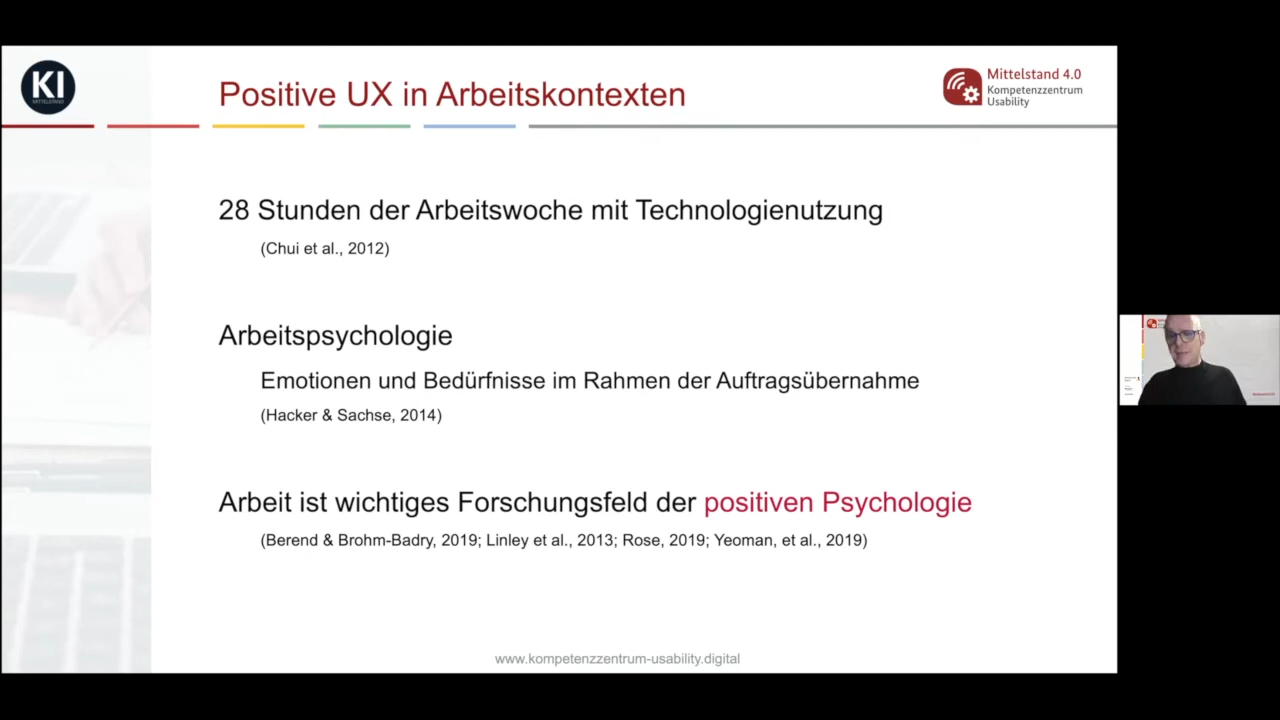 KI
MITTELSTAND
Positive UX in Arbeitskontexten
Mittelstand 4.0
Kompetenzzentrum
Usability
28 Stunden der Arbeitswoche mit Technologienutzung
(Chui et al., 2012)
Arbeitspsychologie
Emotionen und Bedürfnisse im Rahmen der Auftragsübernahme
(Hacker & Sachse, 2014)
Arbeit ist wichtiges Forschungsfeld der positiven Psychologie
(Berend & Brohm-Badry, 2019; Linley et al., 2013; Rose, 2019; Yeoman, et al., 2019)
www.kompetenzzentrum-usability.digital